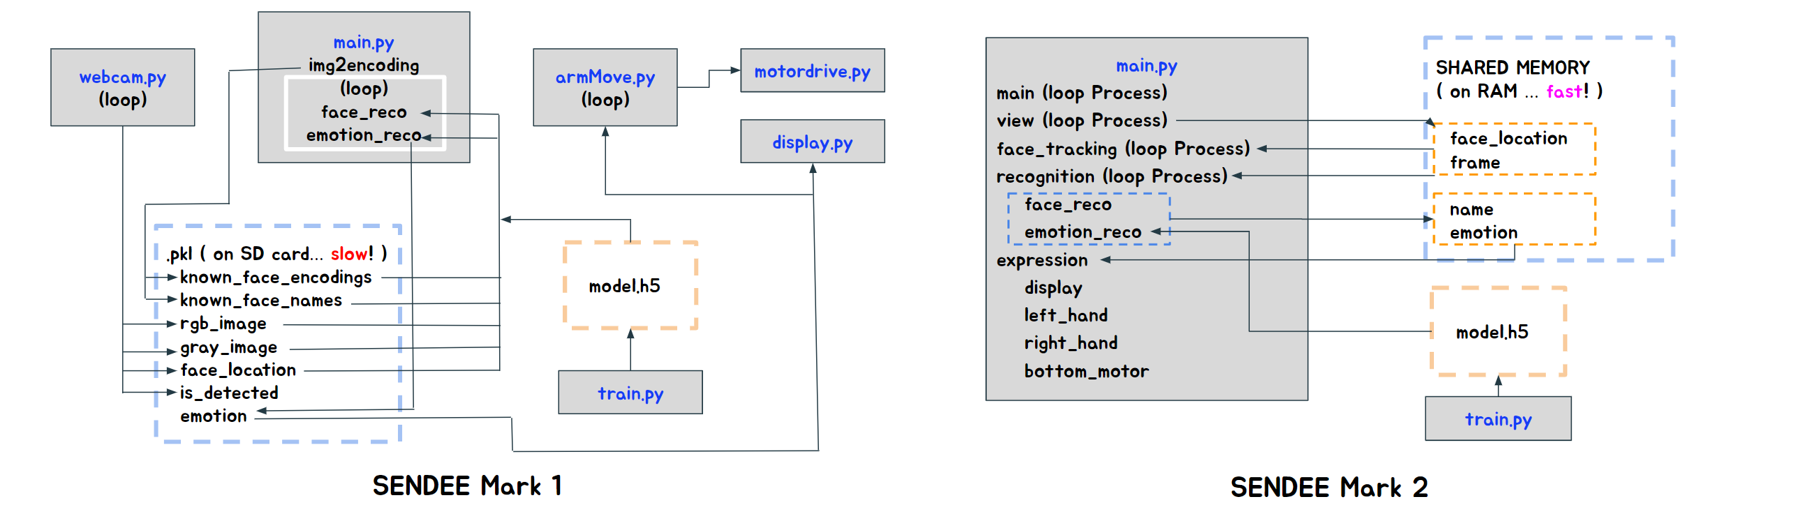 webcam.py
(loop)
main.py
img2encoding
(loop)
face_reco
emotion_reco
armMove.py
(loop)
motordrive.py
display.py
.pkl ( on SD card... slow! )
known_face_encodings
known_face_names
rgb_image
gray_image
face_location
is_detected
emotion
model.h5
train.py
SENDEE Mark 1
main.py
main (loop Process)
view (loop Process)
face_tracking (loop Process)
recognition (loop Process)
face_reco
emotion_reco
expression
display
left_hand
right_hand
bottom_motor
SHARED MEMORY
( on RAM ... fast! )
face_location
frame
name
emotion
model.h5
train.py
SENDEE Mark 2